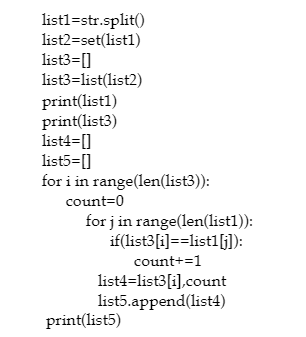 list1=str.split()
list2=set(list1)
list3=[]
list3=list(list2)
print(list1)
print(list3)
list4=[]
list5=[]
for i in range(len(list3)):
count=0
for j in range(len(list1)):
if(list3[i]==list1[j]):
count+=1
list4=list3[i],count
list5.append(list4)
print(list5)